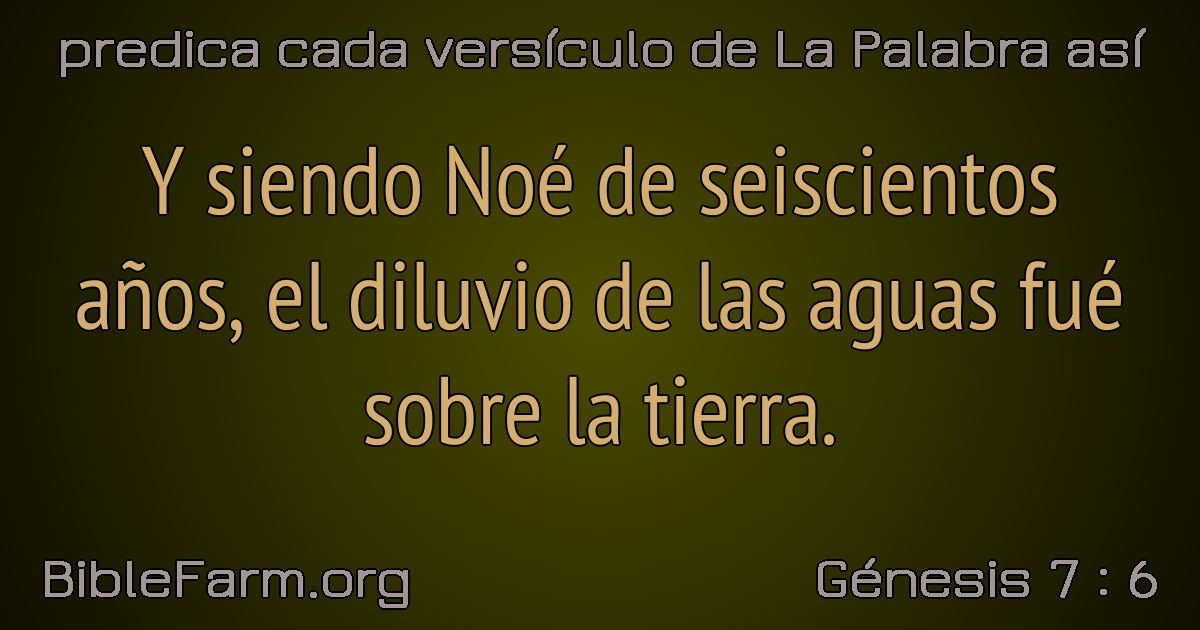 predica cada versículo de La Palabra así
Y siendo Noé de seiscientos
años, el diluvio de las aguas fué
sobre la tierra.
BibleFarm.org
Génesis 7 : 6